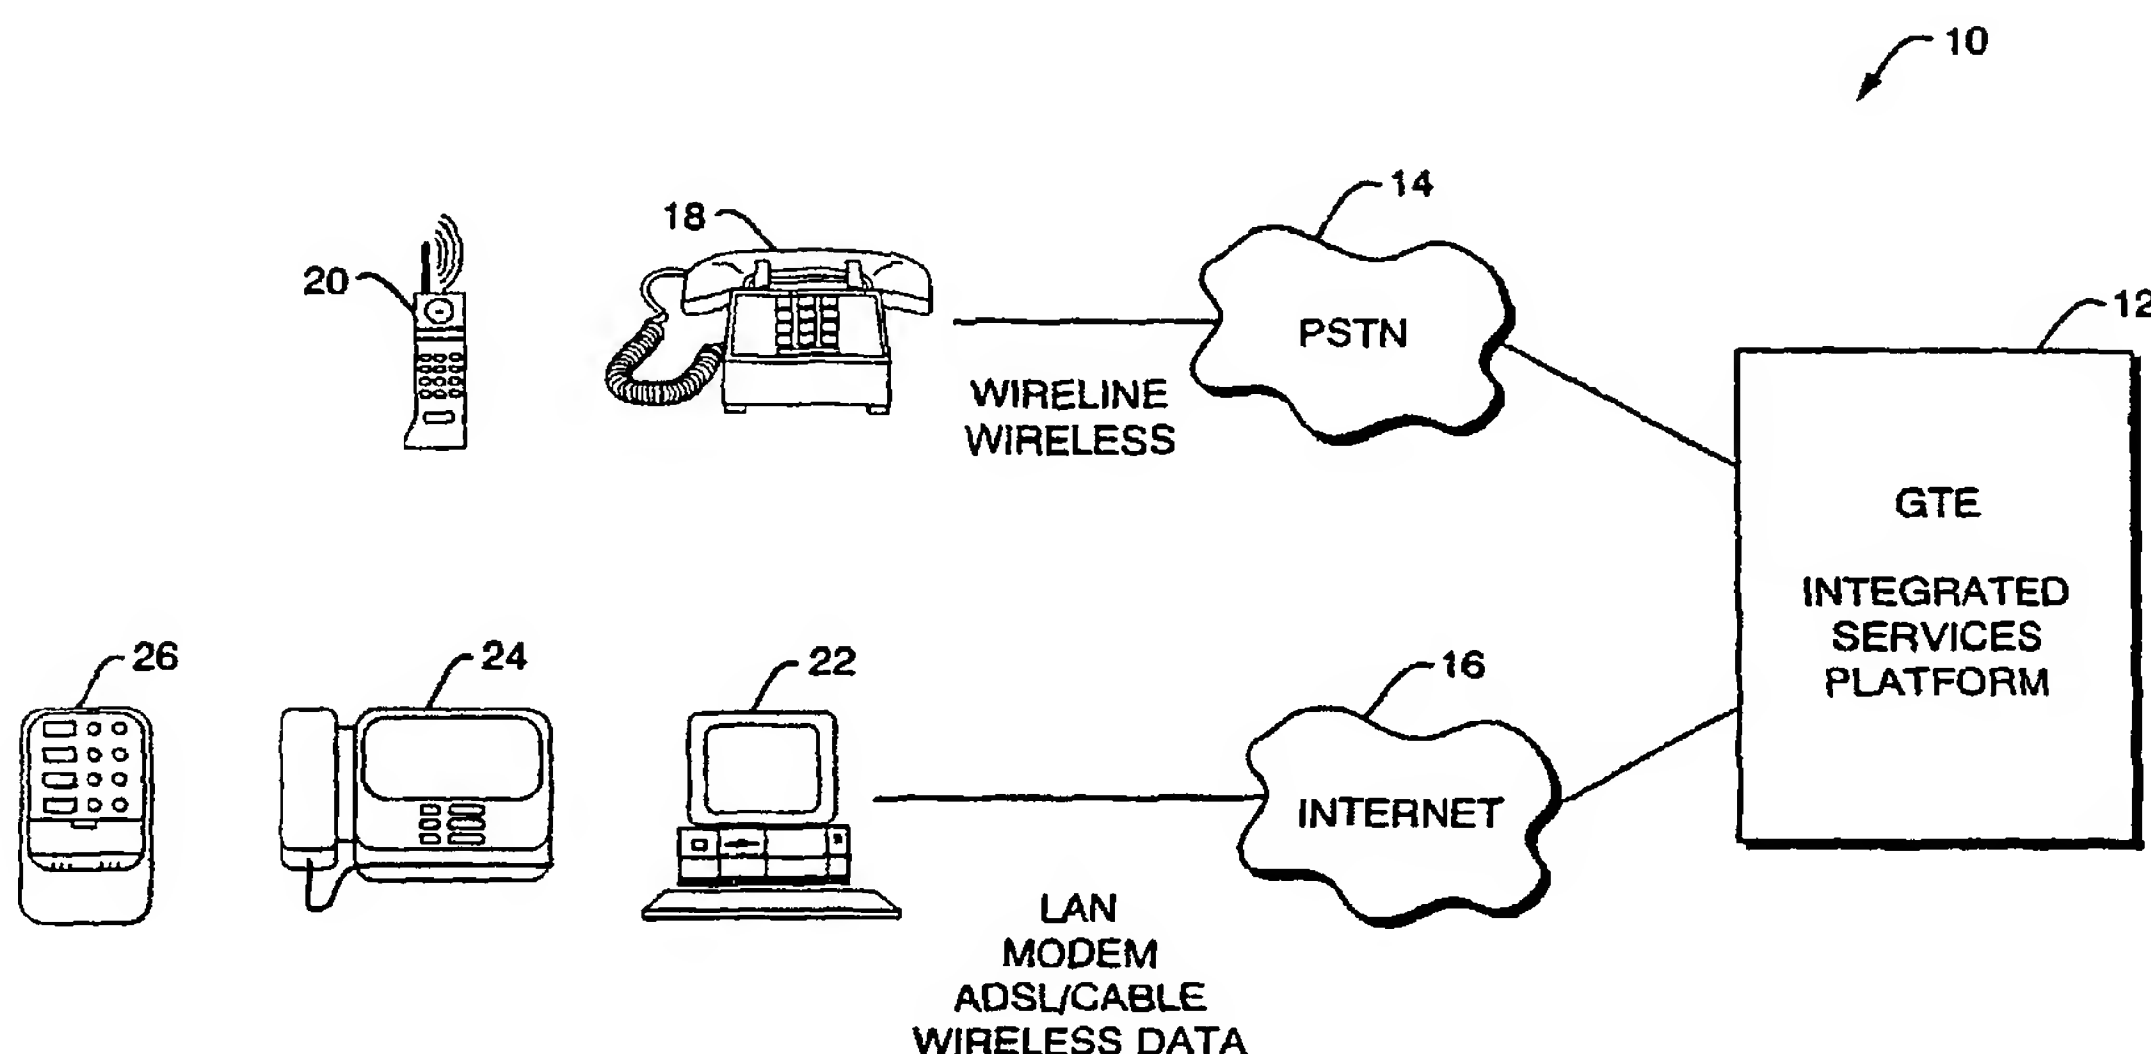 10
14
18
20
12
PSTN
WIRELINE
WIRELESS
GTE
INTEGRATED
SERVICES
PLATFORM
26
24
22
16
INTERNET
LAN
MODEM
ADSL/CABLE
WIRELESS DATA